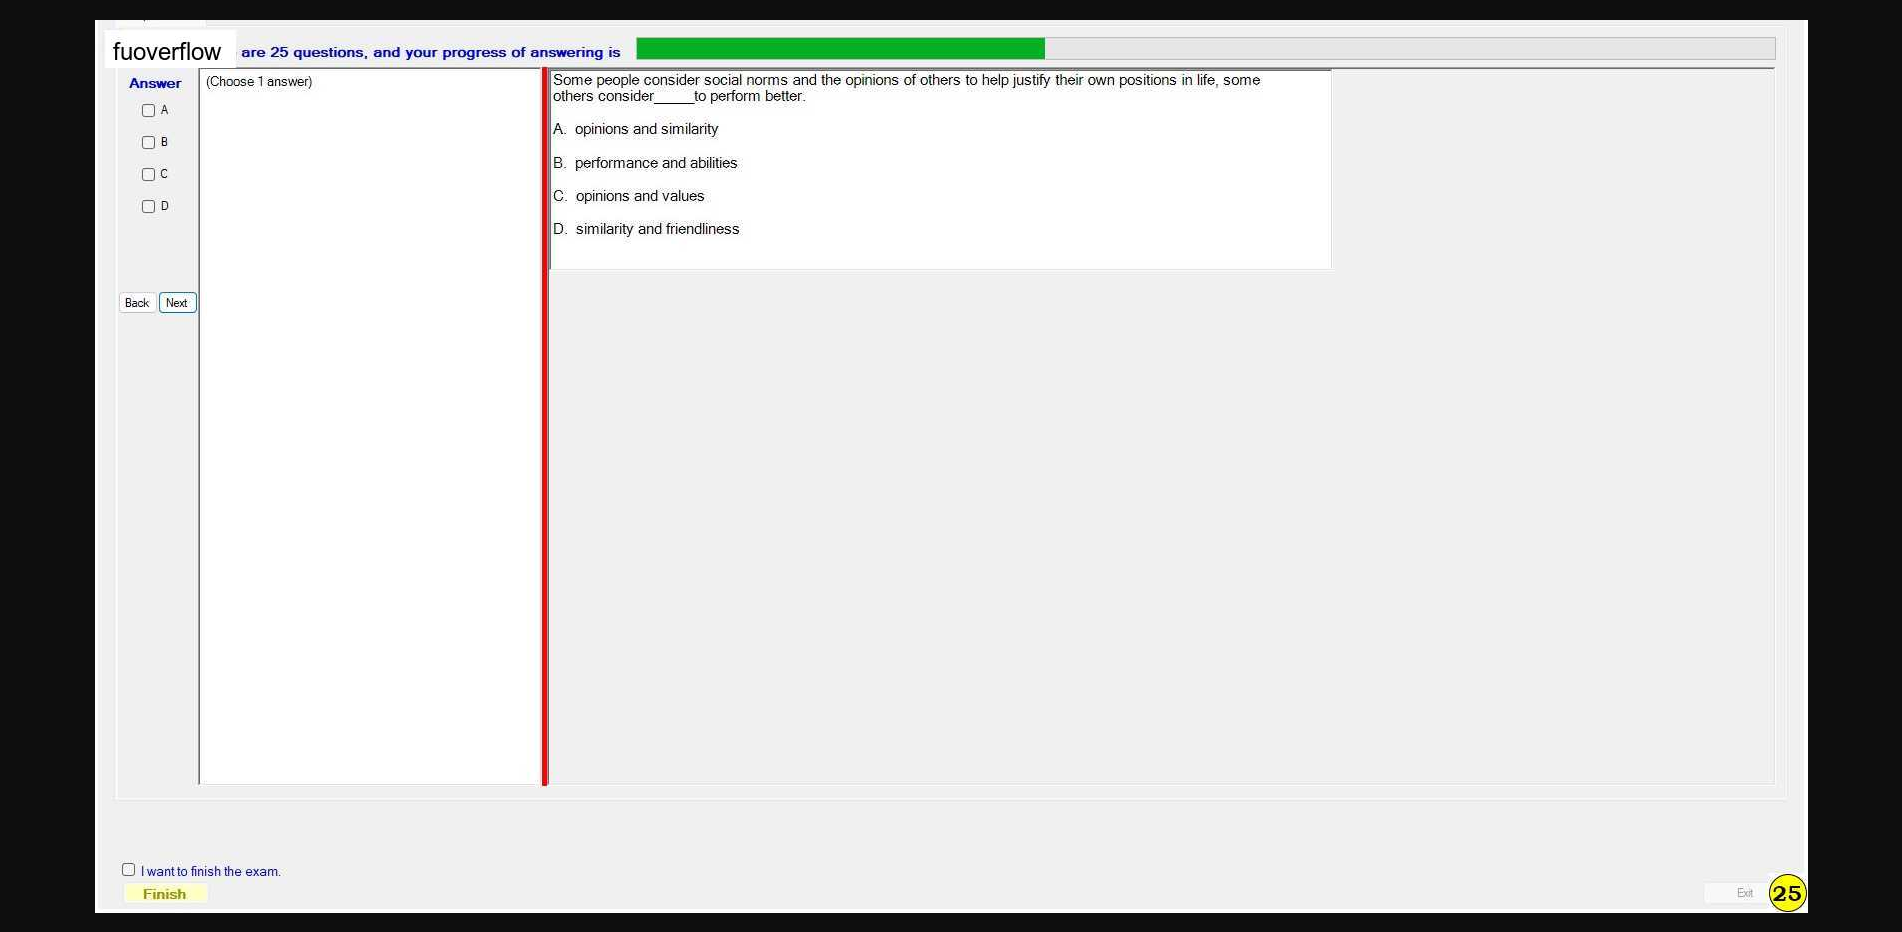 fuoverflow are 25 questions, and your progress of answering is
Answer
(Choose 1 answer)
A
B
C
D
Back Next
Some people consider social norms and the opinions of others to help justify their own positions in life, some
others consider_____to perform better.
A. opinions and similarity
B. performance and abilities
C. opinions and values
D. similarity and friendliness
I want to finish the exam.
Finish
Exit
25